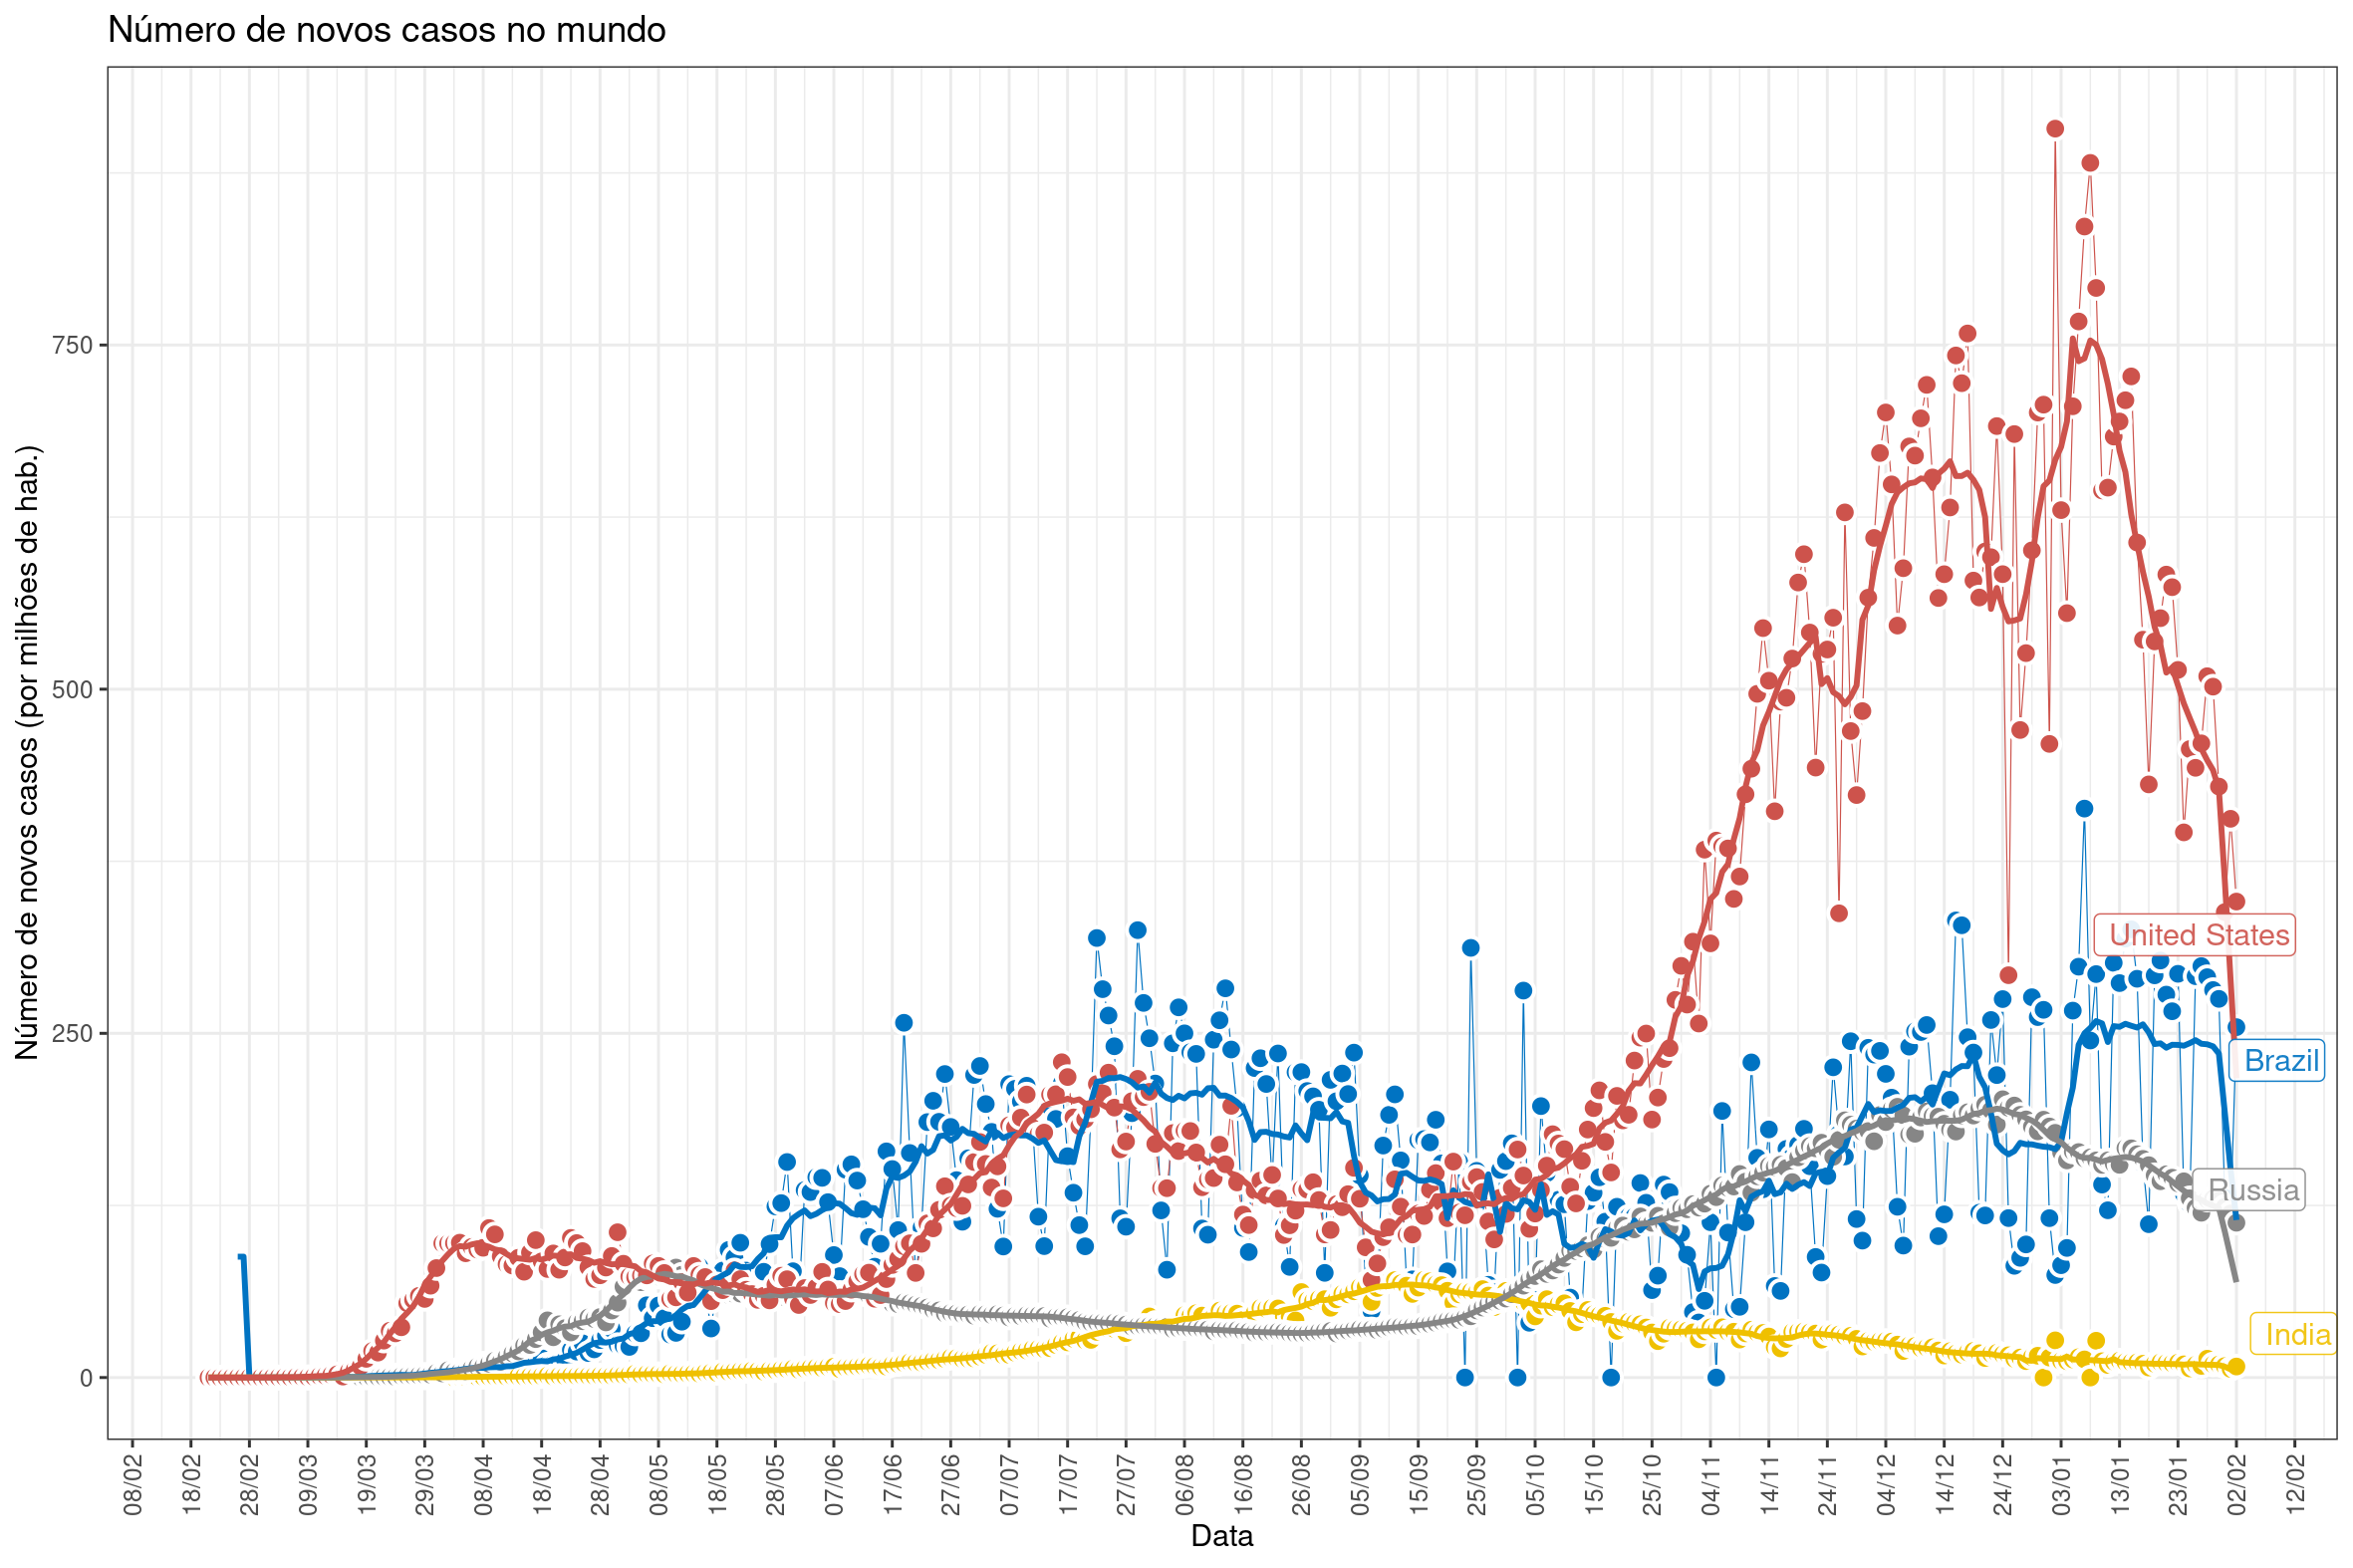 Número de novos casos no mundo
Número de novos casos (por milhões de hab.)
750
500
250
0
United States
Brazil
Russia
India
08/02 18/02 28/02 09/03 19/03 29/03 08/04 18/04 28/04 08/05 18/05 28/05 07/06 17/06 27/06 07/07 17/07 27/07 06/08 16/08 26/08 05/09 15/09 25/09 05/10 15/10 25/10 04/11 14/11 24/11 04/12 14/12 24/12 03/01 13/01 23/01 02/02 12/02
Data